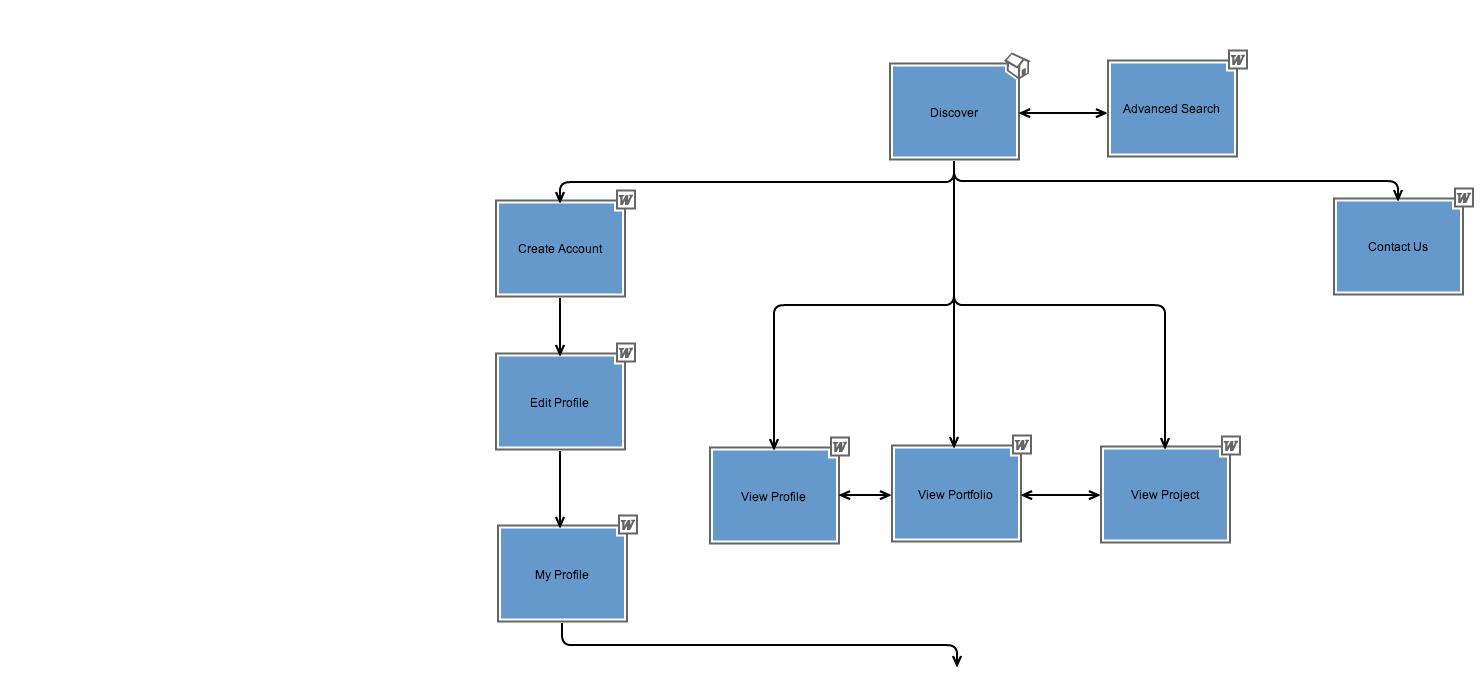 W
Discover
Advanced Search
W
W
Create Account
Contact Us
W
Edit Profile
W
W
W
View Profile
View Portfolio
View Project
W
My Profile